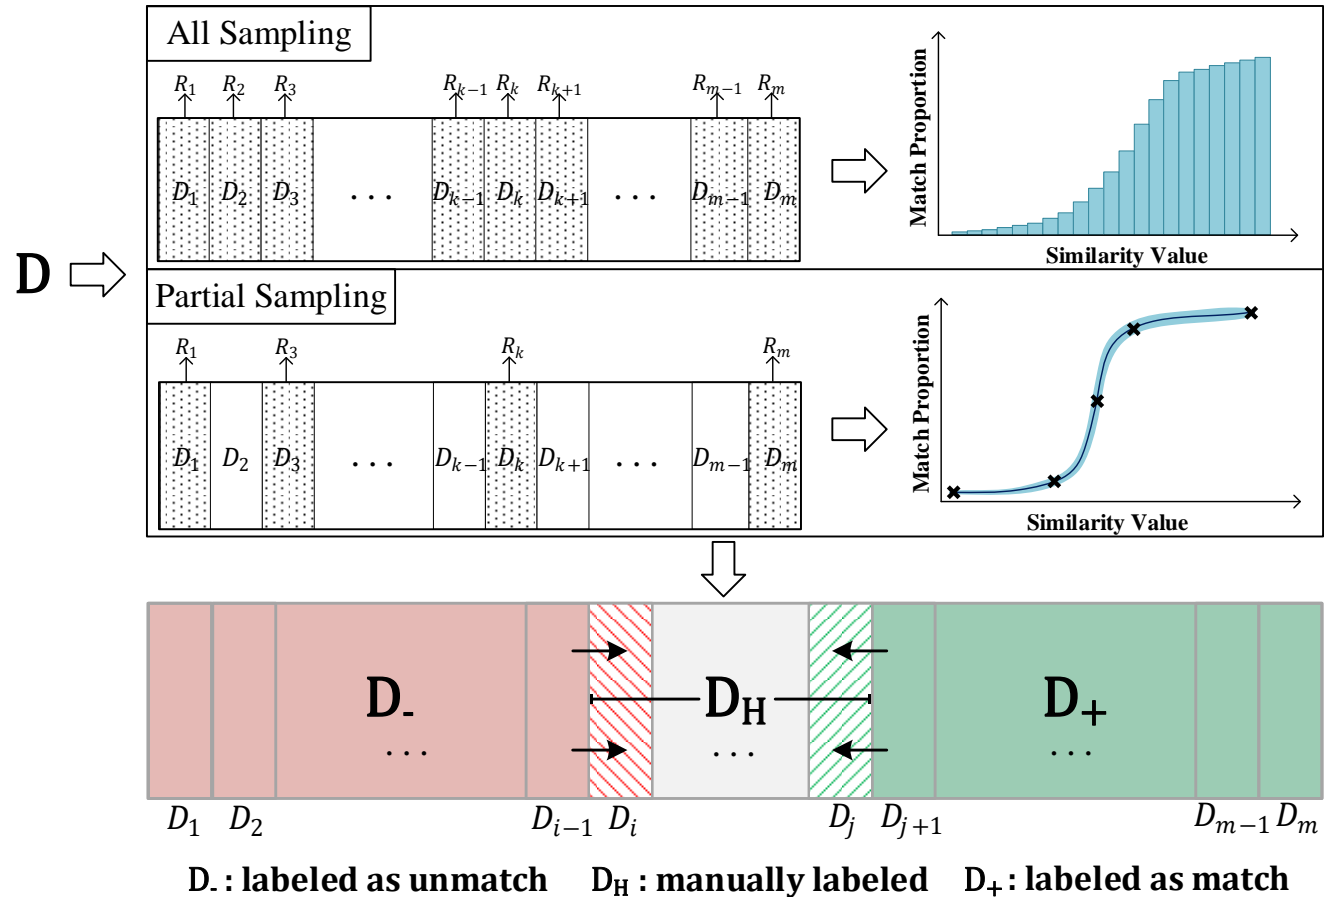 All Sampling
R₁ R₂ R₃ Rₖ₋₁ Rₖ Rₖ₊₁ Rₘ₋₁ Rₘ
D₁ D₂ D₃ ... Dₖ₋₁ Dₖ Dₖ₊₁ ... Dₘ₋₁ Dₘ
Match Proportion
Similarity Value
D
Partial Sampling
R₁ R₃ Rₖ Rₘ
D₁ D₂ D₃ ... Dₖ₋₁ Dₖ Dₖ₊₁ ... Dₘ₋₁ Dₘ
Match Proportion
Similarity Value
D₋ D_H D₊
... ... ...
D₁ D₂ Dᵢ₋₁ Dᵢ Dⱼ Dⱼ₊₁ Dₘ₋₁ Dₘ
D₋ : labeled as unmatch D_H : manually labeled D₊ : labeled as match